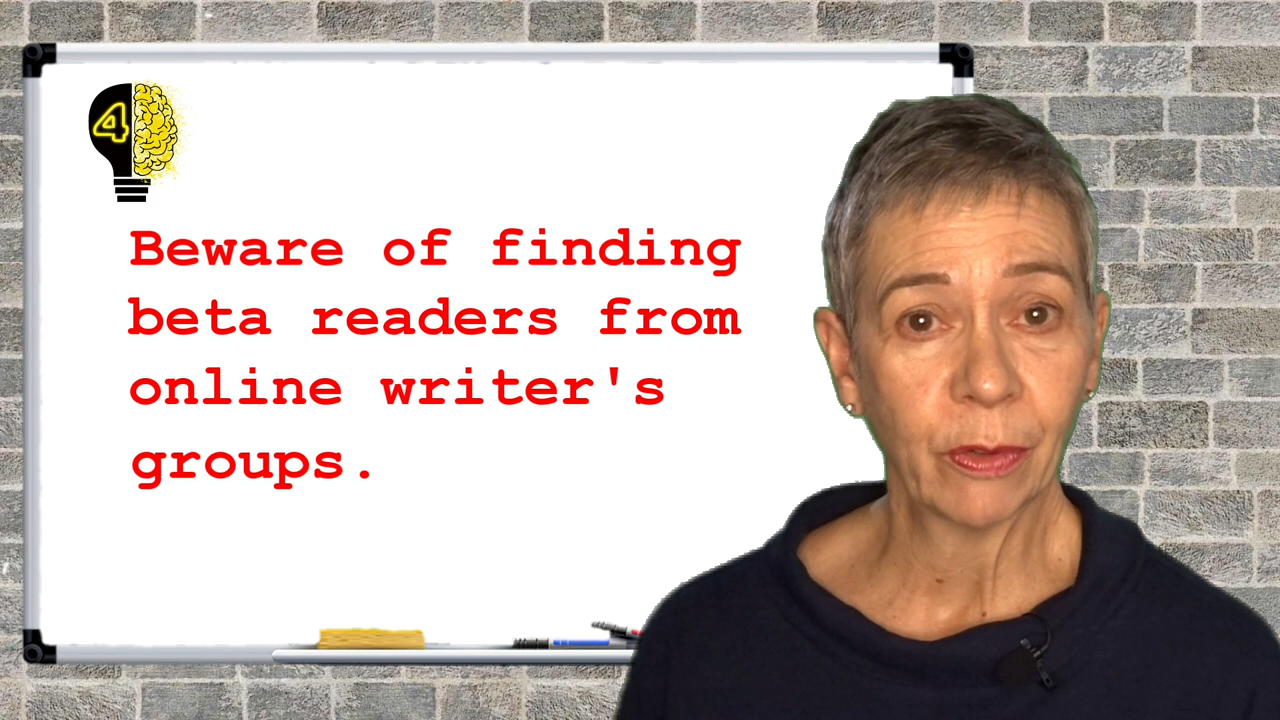 4
Beware of finding
beta readers from
online writer's
groups.